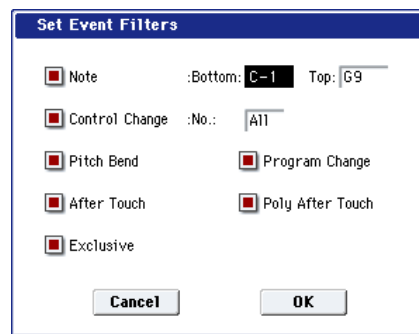 Set Event Filters
Note :Bottom: C-1 Top: G9
Control Change :No.: All
Pitch Bend Program Change
After Touch Poly After Touch
Exclusive
Cancel OK